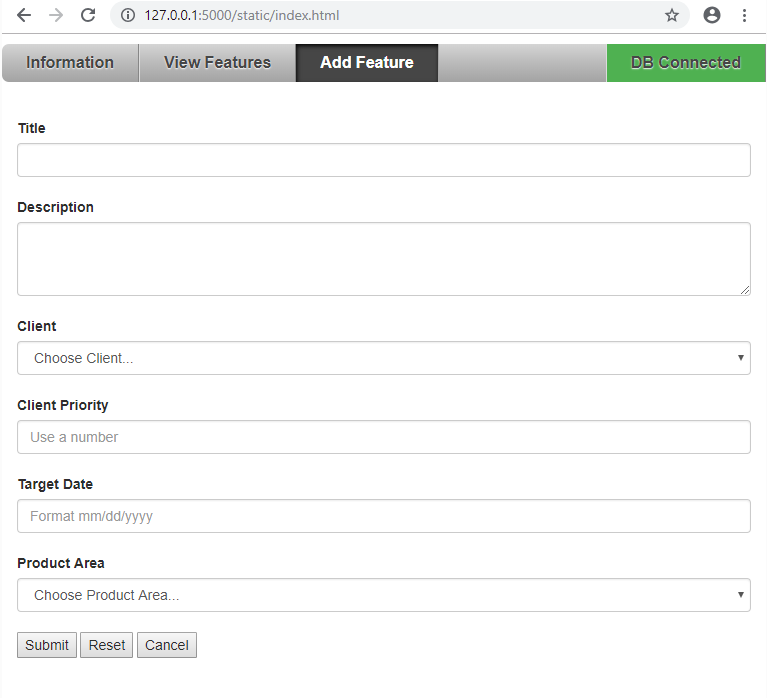 127.0.0.1:5000/static/index.html
Information View Features Add Feature DB Connected
Title
Description
Client
Choose Client...
Client Priority
Use a number
Target Date
Format mm/dd/yyyy
Product Area
Choose Product Area...
Submit Reset Cancel